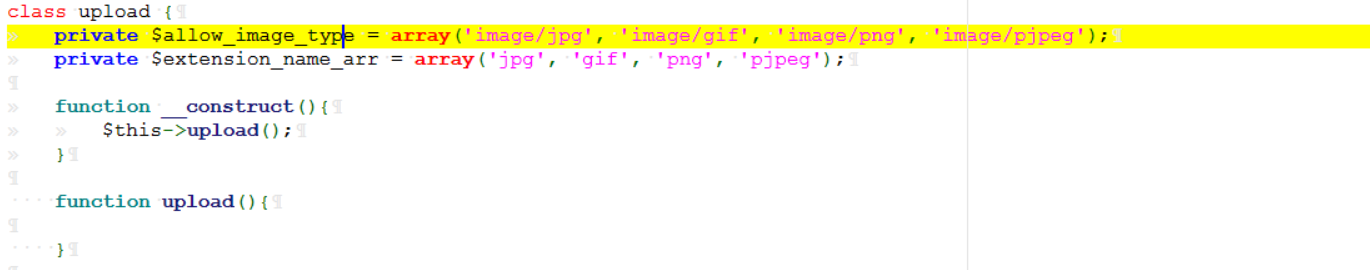 class upload {
private $allow_image_type = array('image/jpg', 'image/gif', 'image/png', 'image/pjpeg');
private $extension_name_arr = array('jpg', 'gif', 'png', 'pjpeg');
function __construct(){
$this->upload();
}
function upload(){
}